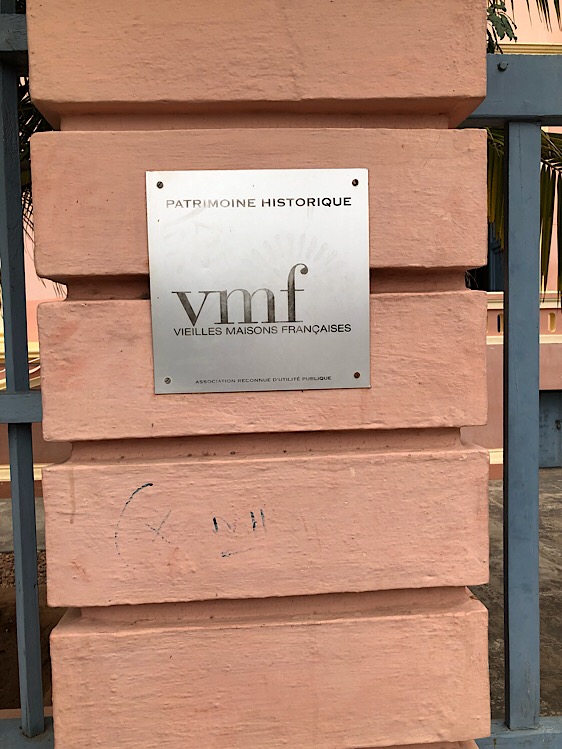 PATRIMOINE HISTORIQUE
vmf
VIEILLES MAISONS FRANÇAISES
ASSOCIATION RECONNUE D'UTILITÉ PUBLIQUE